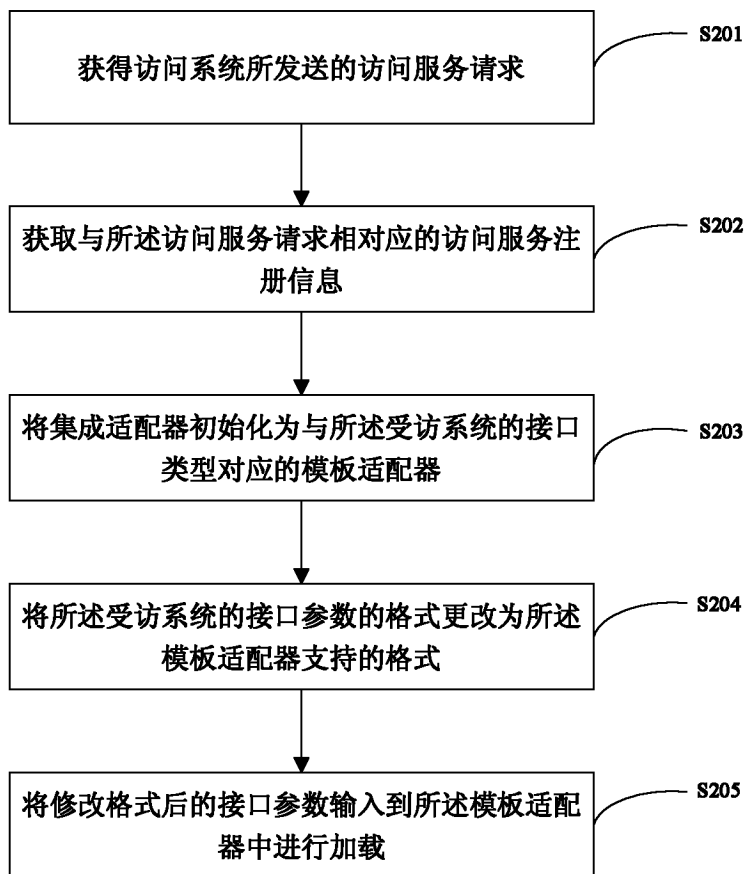 获得访问系统所发送的访问服务请求
S201
获取与所述访问服务请求相对应的访问服务注
册信息
S202
将集成适配器初始化为与所述受访系统的接口
类型对应的模板适配器
S203
将所述受访系统的接口参数的格式更改为所述
模板适配器支持的格式
S204
将修改格式后的接口参数输入到所述模板适配
器中进行加载
S205